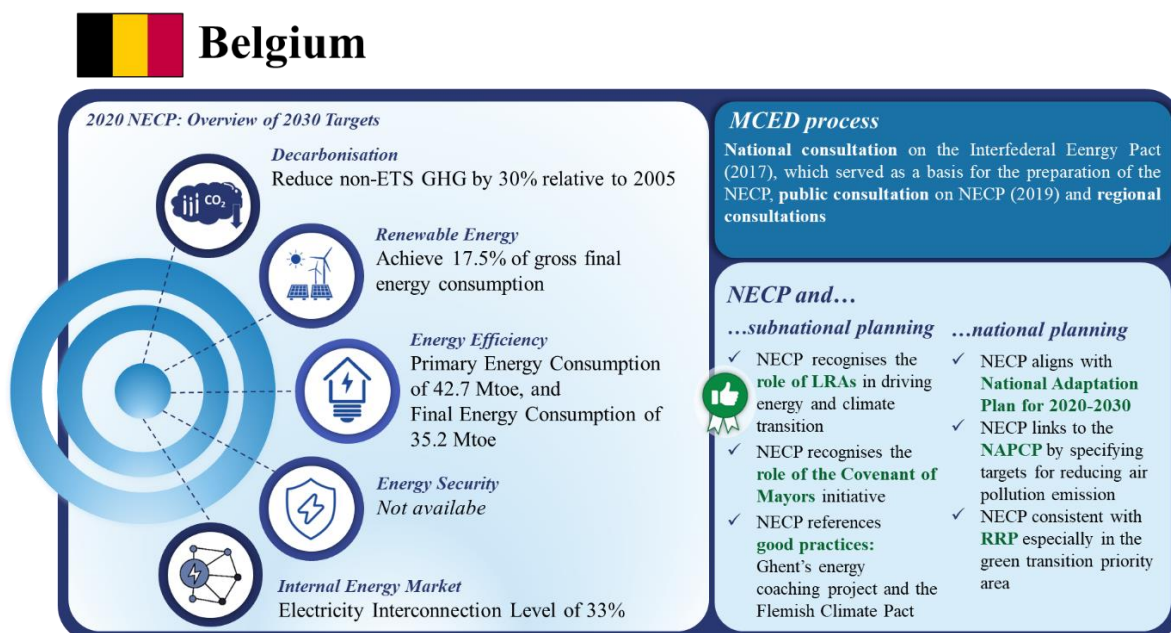 Belgium
2020 NECP: Overview of 2030 Targets
Decarbonisation
Reduce non-ETS GHG by 30% relative to 2005
CO2
Renewable Energy
Achieve 17.5% of gross final
energy consumption
Energy Efficiency
Primary Energy Consumption
of 42.7 Mtoe, and
Final Energy Consumption of
35.2 Mtoe
Energy Security
Not availabe
Internal Energy Market
Electricity Interconnection Level of 33%
MCED process
National consultation on the Interfederal Eenrgy Pact
(2017), which served as a basis for the preparation of the
NECP, public consultation on NECP (2019) and regional
consultations
NECP and…
…subnational planning
✓ NECP recognises the
role of LRAs in driving
energy and climate
transition
✓ NECP recognises the
role of the Covenant of
Mayors initiative
✓ NECP references
good practices:
Ghent's energy
coaching project and the
Flemish Climate Pact
…national planning
✓ NECP aligns with
National Adaptation
Plan for 2020-2030
✓ NECP links to the
NAPCP by specifying
targets for reducing air
pollution emission
✓ NECP consistent with
RRP especially in the
green transition priority
area